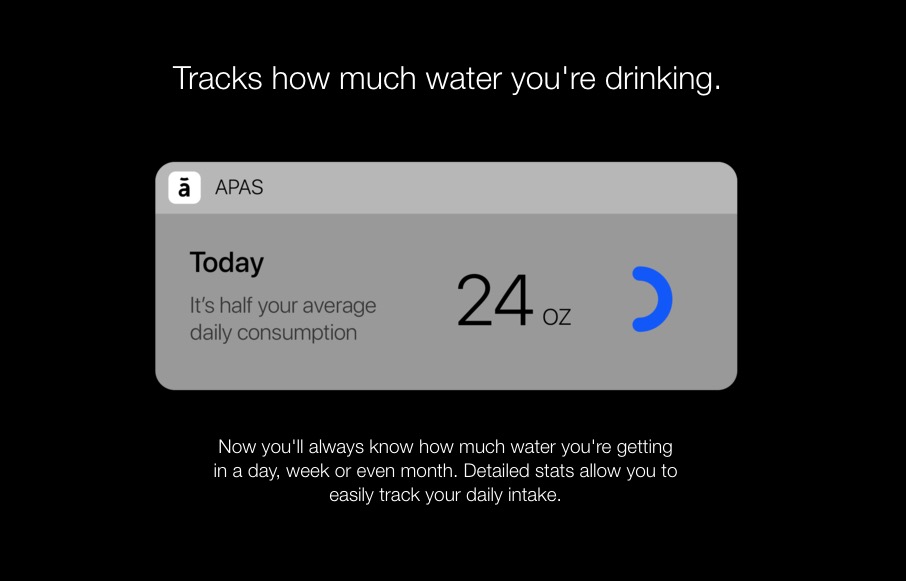 Tracks how much water you're drinking.
ā APAS
Today
It's half your average
daily consumption
24 oz
Now you'll always know how much water you're getting
in a day, week or even month. Detailed stats allow you to
easily track your daily intake.